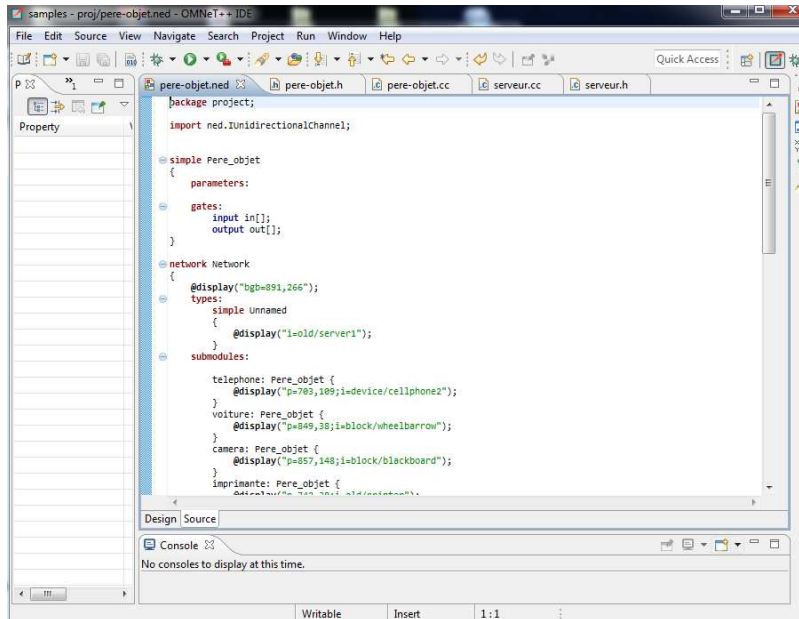 samples - proj/pere-objet.ned - OMNeT++ IDE
File Edit Source View Navigate Search Project Run Window Help
Quick Access
P
pere-objet.ned pere-objet.h pere-objet.cc serveur.cc serveur.h
Property
package project;
import ned.IUnidirectionalChannel;
simple Pere_objet
{
parameters:
gates:
input in[];
output out[];
}
network Network
{
@display("bgb=891,266");
types:
simple Unnamed
{
@display("i=old/server1");
}
submodules:
telephone: Pere_objet {
@display("p=703,109;i=device/cellphone2");
}
voiture: Pere_objet {
@display("p=849,38;i=block/wheelbarrow");
}
camera: Pere_objet {
@display("p=857,148;i=block/blackboard");
}
imprimante: Pere_objet {
Design Source
Console
No consoles to display at this time.
Writable Insert 1:1